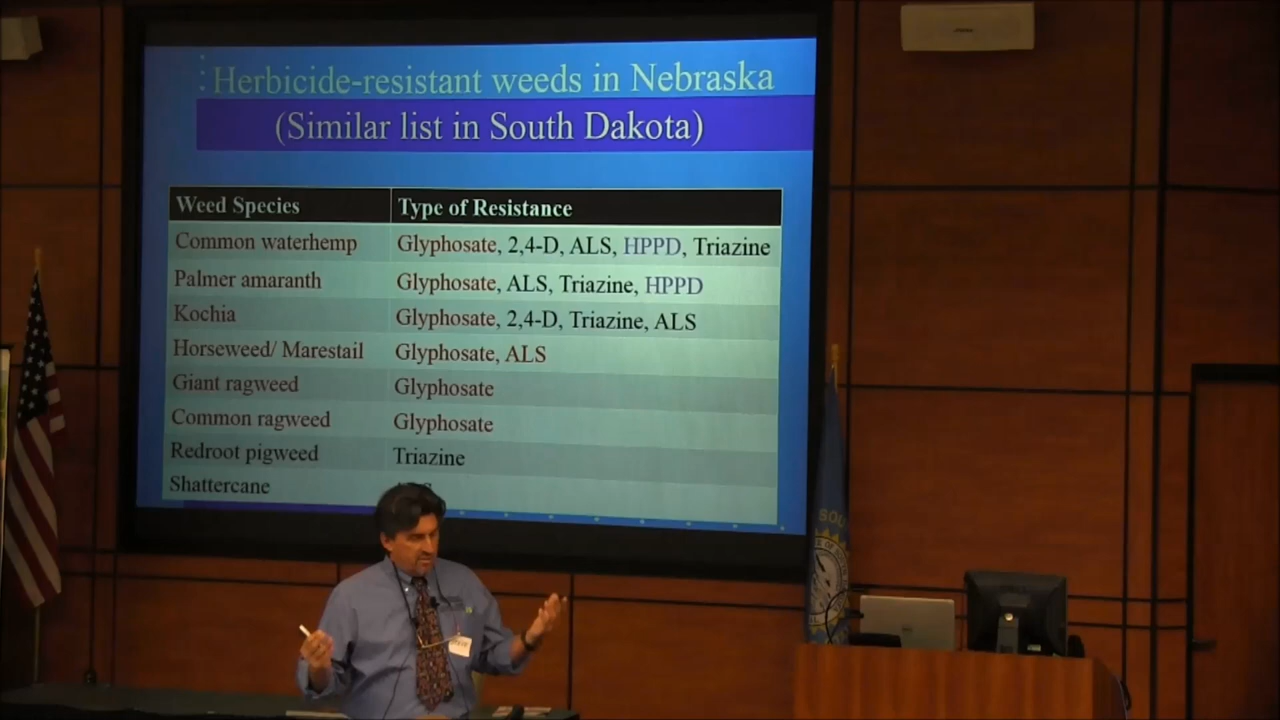 Herbicide-resistant weeds in Nebraska
(Similar list in South Dakota)
Weed Species Type of Resistance
Common waterhemp Glyphosate, 2,4-D, ALS, HPPD, Triazine
Palmer amaranth Glyphosate, ALS, Triazine, HPPD
Kochia Glyphosate, 2,4-D, Triazine, ALS
Horseweed/ Marestail Glyphosate, ALS
Giant ragweed Glyphosate
Common ragweed Glyphosate
Redroot pigweed Triazine
Shattercane
SOU